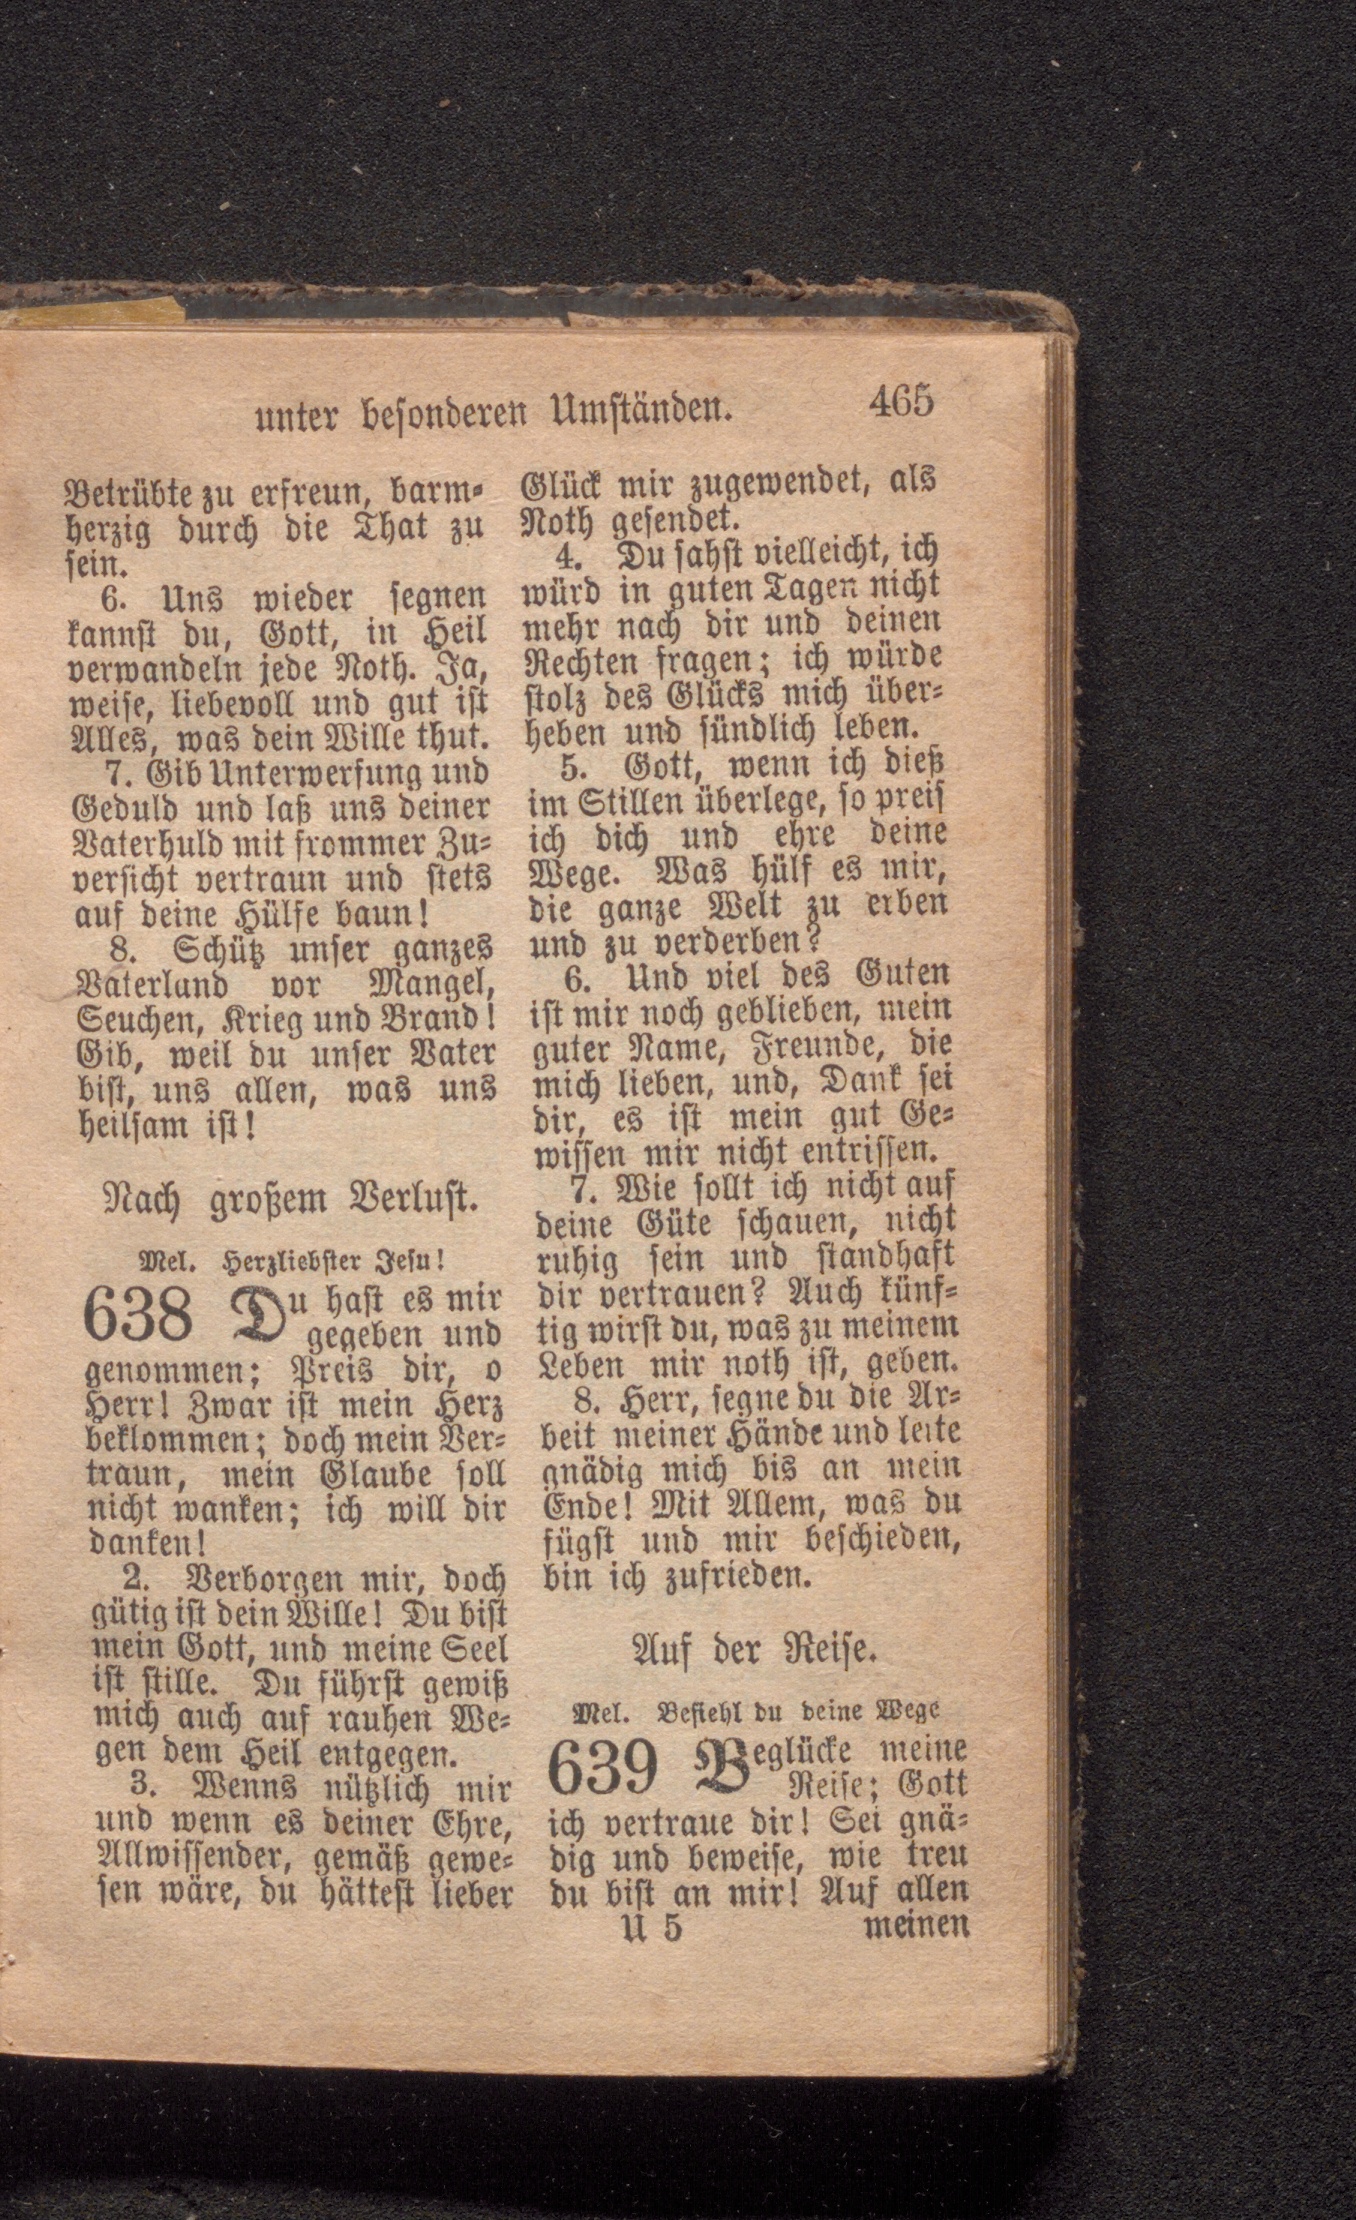 unter besonderen Umständen. 465
Betrübte zu erfreun, barm-
herzig durch die That zu
sein.
6. Uns wieder segnen
kannst du, Gott, in Heil
verwandeln jede Noth. Ja,
weise, liebevoll und gut ist
Alles, was dein Wille thut.
7. Gib Unterwerfung und
Geduld und laß uns deiner
Vaterhuld mit frommer Zu-
versicht vertraun und stets
auf deine Hülfe baun!
8. Schütz unser ganzes
Vaterland vor Mangel,
Seuchen, Krieg und Brand!
Gib, weil du unser Vater
bist, uns allen, was uns
heilsam ist!
Nach großem Verlust.
Mel. Herzliebster Jesu!
638 Du hast es mir
gegeben und
genommen; Preis dir, o
Herr! Zwar ist mein Herz
beklommen; doch mein Ver-
traun, mein Glaube soll
nicht wanken; ich will dir
danken!
2. Verborgen mir, doch
gütig ist dein Wille! Du bist
mein Gott, und meine Seel
ist stille. Du führst gewiß
mich auch auf rauhen We-
gen dem Heil entgegen.
3. Wenns nützlich mir
und wenn es deiner Ehre,
Allwissender, gemäß gewe-
sen wäre, du hättest lieber
Glück mir zugewendet, als
Noth gesendet.
4. Du sahst vielleicht, ich
würd in guten Tagen nicht
mehr nach dir und deinen
Rechten fragen; ich würde
stolz des Glücks mich über-
heben und sündlich leben.
5. Gott, wenn ich dieß
im Stillen überlege, so preis
ich dich und ehre deine
Wege. Was hülf es mir,
die ganze Welt zu erben
und zu verderben?
6. Und viel des Guten
ist mir noch geblieben, mein
guter Name, Freunde, die
mich lieben, und, Dank sei
dir, es ist mein gut Ge-
wissen mir nicht entrissen.
7. Wie sollt ich nicht auf
deine Güte schauen, nicht
ruhig sein und standhaft
dir vertrauen? Auch künf-
tig wirst du, was zu meinem
Leben mir noth ist, geben.
8. Herr, segne du die Ar-
beit meiner Hände und leite
gnädig mich bis an mein
Ende! Mit Allem, was du
fügst und mir beschieden,
bin ich zufrieden.
Auf der Reise.
Mel. Befiehl du deine Wege
639 Beglücke meine
Reise; Gott
ich vertraue dir! Sei gnä-
dig und beweise, wie treu
du bist an mir! Auf allen
U 5 meinen